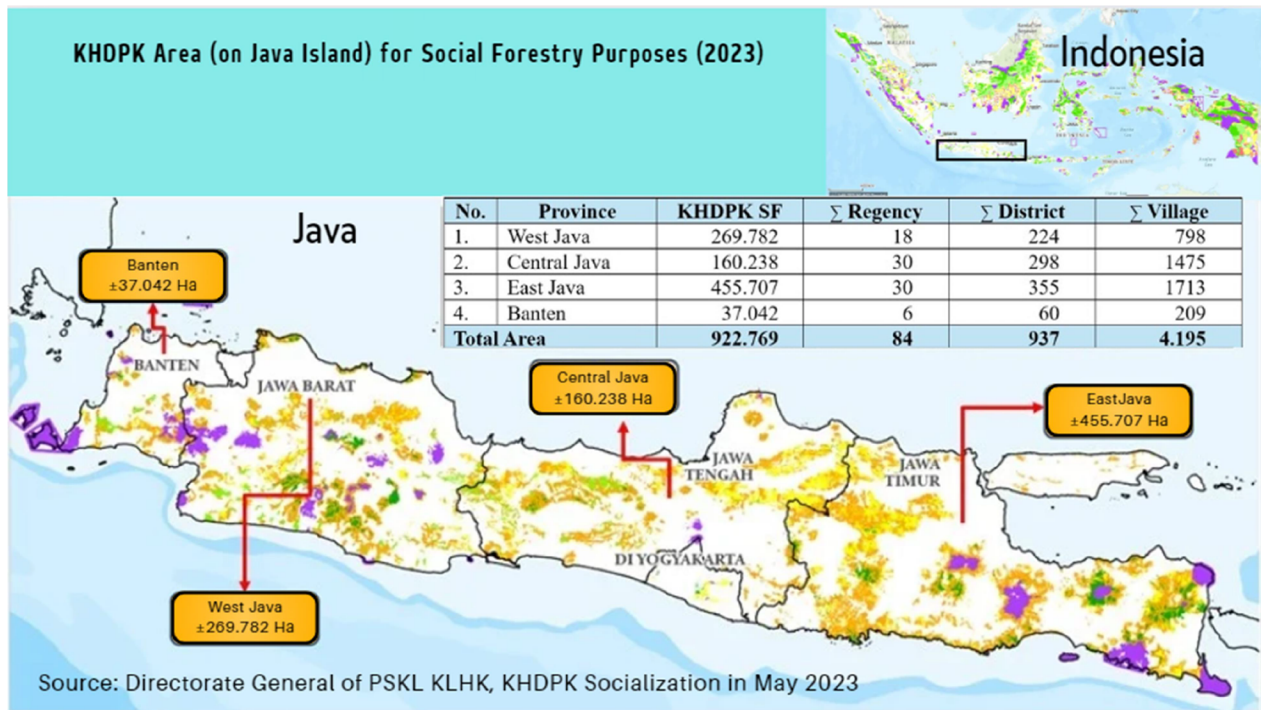 KHDPK Area (on Java Island) for Social Forestry Purposes (2023)
Indonesia
Java
No. Province KHDPK SF ∑ Regency ∑ District ∑ Village
1. West Java 269.782 18 224 798
2. Central Java 160.238 30 298 1475
3. East Java 455.707 30 355 1713
4. Banten 37.042 6 60 209
Total Area 922.769 84 937 4.195
Banten
±37.042 Ha
BANTEN
JAWA BARAT
Central Java
±160.238 Ha
EastJava
±455.707 Ha
JAWA
TENGAH
JAWA
TIMUR
DI YOGYAKARTA
West Java
±269.782 Ha
Source: Directorate General of PSKL KLHK, KHDPK Socialization in May 2023